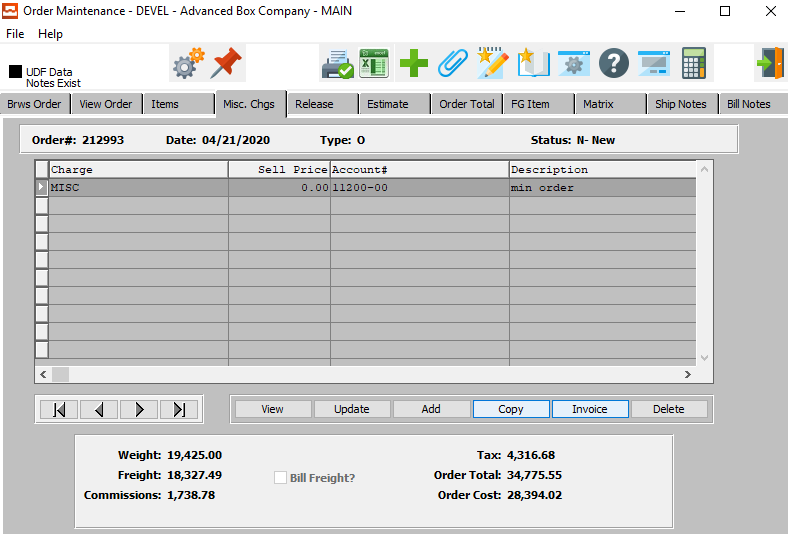 Order Maintenance - DEVEL - Advanced Box Company - MAIN
File Help
UDF Data
Notes Exist
Brws Order View Order Items Misc. Chgs Release Estimate Order Total FG Item Matrix Ship Notes Bill Notes
Order#: 212993 Date: 04/21/2020 Type: O Status: N- New
Charge Sell Price Account# Description
MISC 0.00 11200-00 min order
View Update Add Copy Invoice Delete
Weight: 19,425.00 Tax: 4,316.68
Freight: 18,327.49 Bill Freight? Order Total: 34,775.55
Commissions: 1,738.78 Order Cost: 28,394.02